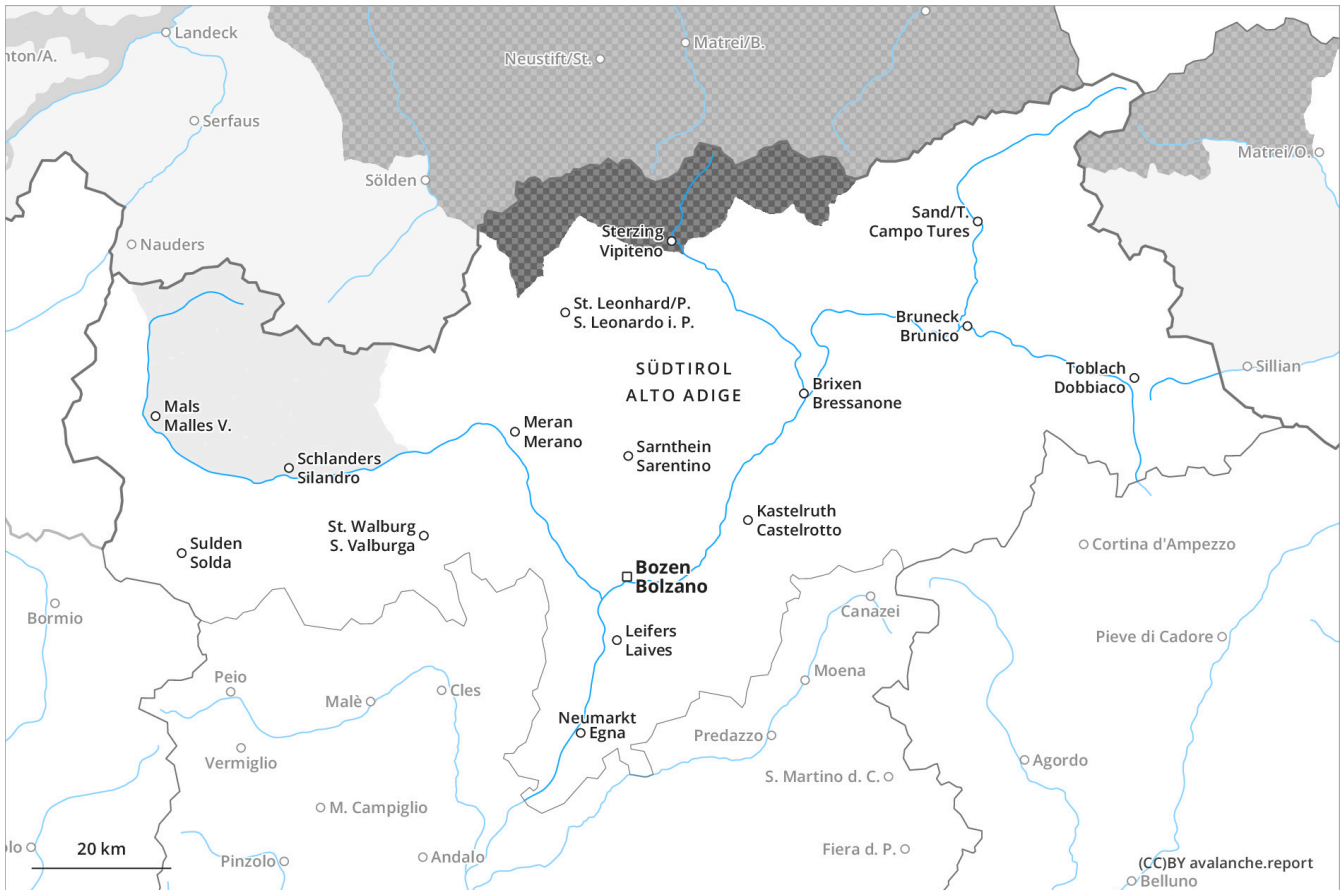 Landeck
nton/A.
Neustift/St.
Matrei/B.
Serfaus
Matrei/O.
Sölden
Nauders
Sand/T.
Campo Tures
Sterzing
Vipiteno
St. Leonhard/P.
S. Leonardo i. P.
Bruneck
Brunico
SÜDTIROL
ALTO ADIGE
Toblach
Dobbiaco
Sillian
Brixen
Bressanone
Mals
Malles V.
Meran
Merano
Sarnthein
Sarentino
Schlanders
Silandro
Kastelruth
Castelrotto
St. Walburg
S. Valburga
Sulden
Solda
Cortina d'Ampezzo
Bozen
Bolzano
Bormio
Canazei
Leifers
Laives
Pieve di Cadore
Peio
Malè
Cles
Moena
Neumarkt
Egna
Predazzo
Vermiglio
Agordo
S. Martino d. C.
M. Campiglio
olo
20 km
Pinzolo
Andalo
Fiera d. P.
(CC)BY avalanche.report
Belluno